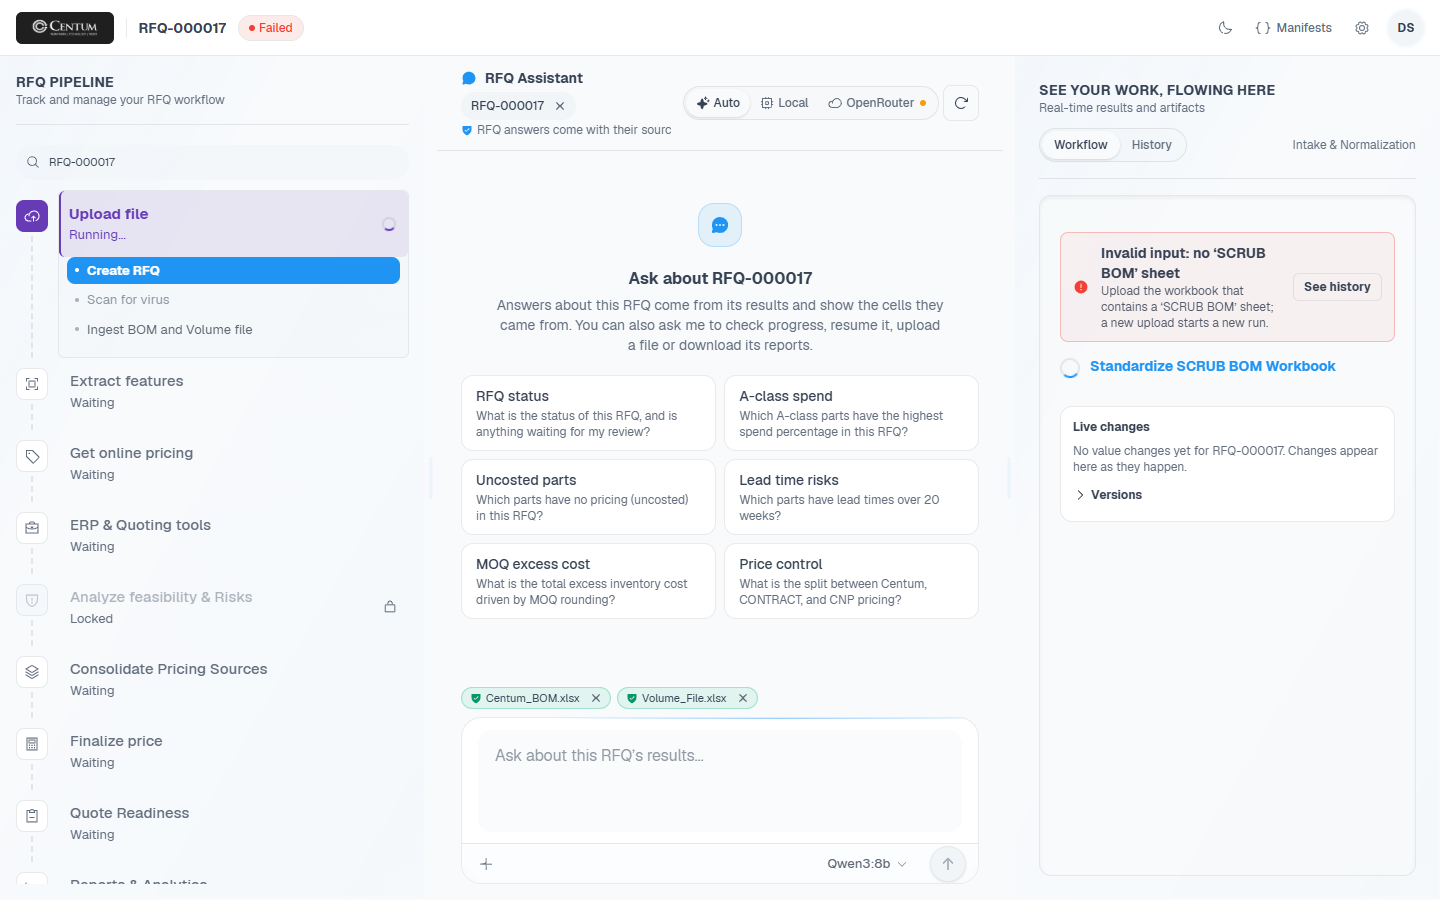 CENTUM
RFQ-000017
Failed
Manifests
DS
RFQ PIPELINE
Track and manage your RFQ workflow
RFQ-000017
Upload file
Running...
Create RFQ
Scan for virus
Ingest BOM and Volume file
Extract features
Waiting
Get online pricing
Waiting
ERP & Quoting tools
Waiting
Analyze feasibility & Risks
Locked
Consolidate Pricing Sources
Waiting
Finalize price
Waiting
Quote Readiness
Waiting
Reports & Analytics
RFQ Assistant
RFQ-000017
Auto
Local
OpenRouter
RFQ answers come with their sourc
Ask about RFQ-000017
Answers about this RFQ come from its results and show the cells they
came from. You can also ask me to check progress, resume it, upload
a file or download its reports.
RFQ status
What is the status of this RFQ, and is
anything waiting for my review?
A-class spend
Which A-class parts have the highest
spend percentage in this RFQ?
Uncosted parts
Which parts have no pricing (uncosted)
in this RFQ?
Lead time risks
Which parts have lead times over 20
weeks?
MOQ excess cost
What is the total excess inventory cost
driven by MOQ rounding?
Price control
What is the split between Centum,
CONTRACT, and CNP pricing?
Centum_BOM.xlsx
Volume_File.xlsx
Ask about this RFQ's results...
Qwen3:8b
SEE YOUR WORK, FLOWING HERE
Real-time results and artifacts
Workflow
History
Intake & Normalization
Invalid input: no ‘SCRUB
BOM’ sheet
Upload the workbook that
contains a ‘SCRUB BOM’ sheet;
a new upload starts a new run.
See history
Standardize SCRUB BOM Workbook
Live changes
No value changes yet for RFQ-000017. Changes appear
here as they happen.
Versions